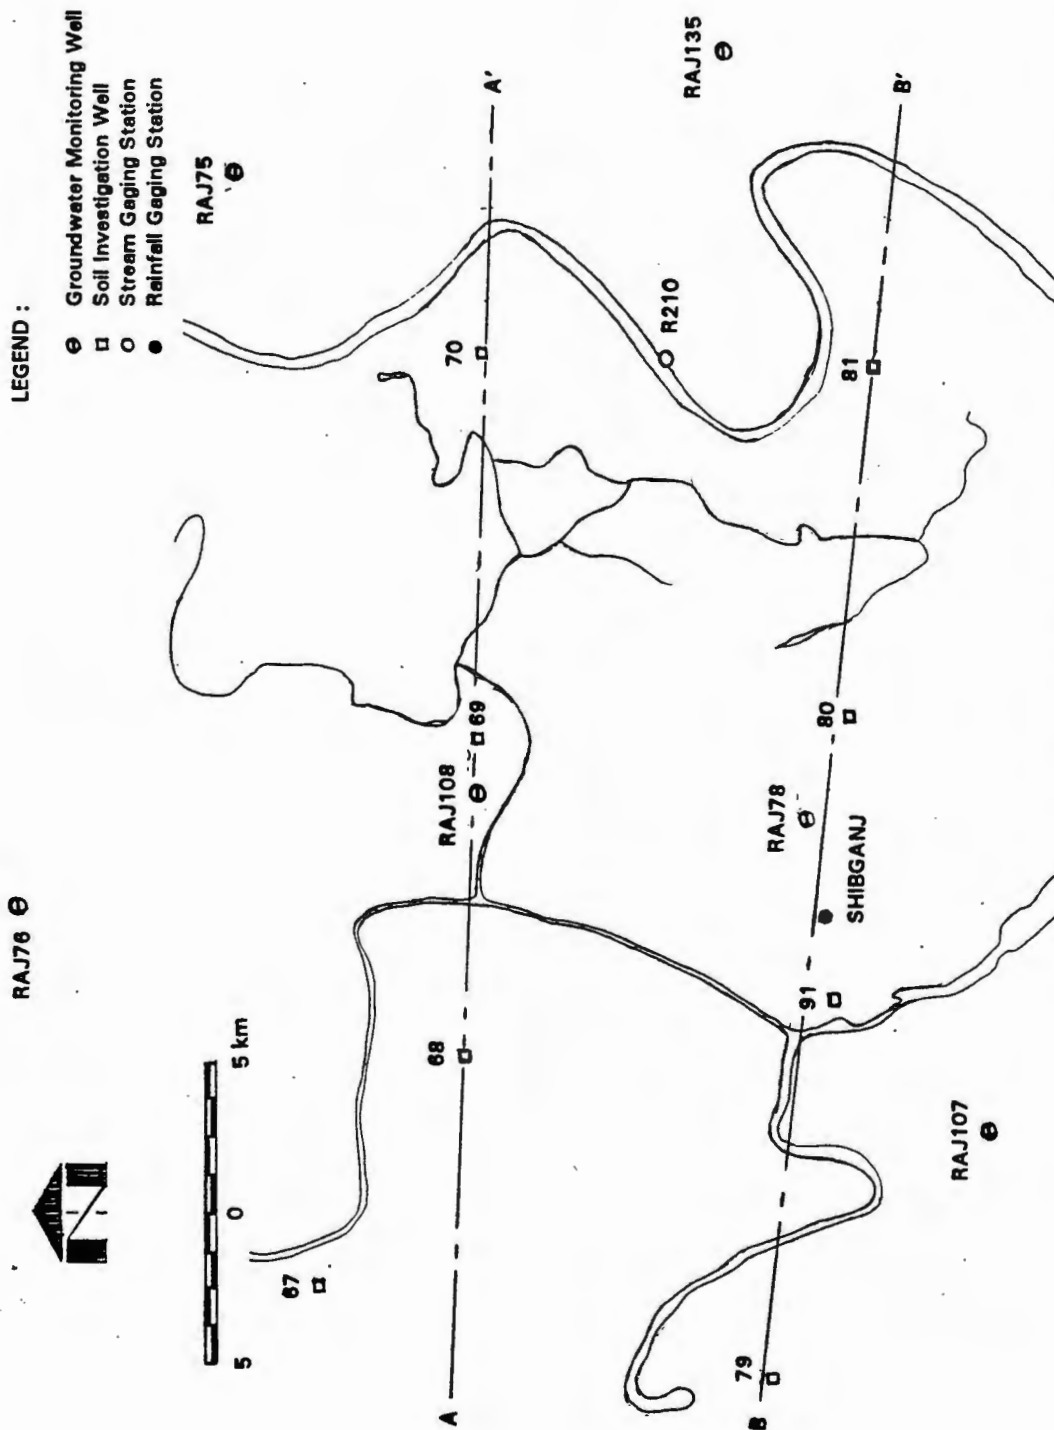 LEGEND :
Groundwater Monitoring Well
Soil Investigation Well
Stream Gaging Station
Rainfall Gaging Station
RAJ76
N
5 0 5 km
RAJ75
67
68
RAJ108
69
70
A
A'
R210
RAJ135
79
91
SHIBGANJ
RAJ78
80
81
B
B'
RAJ107